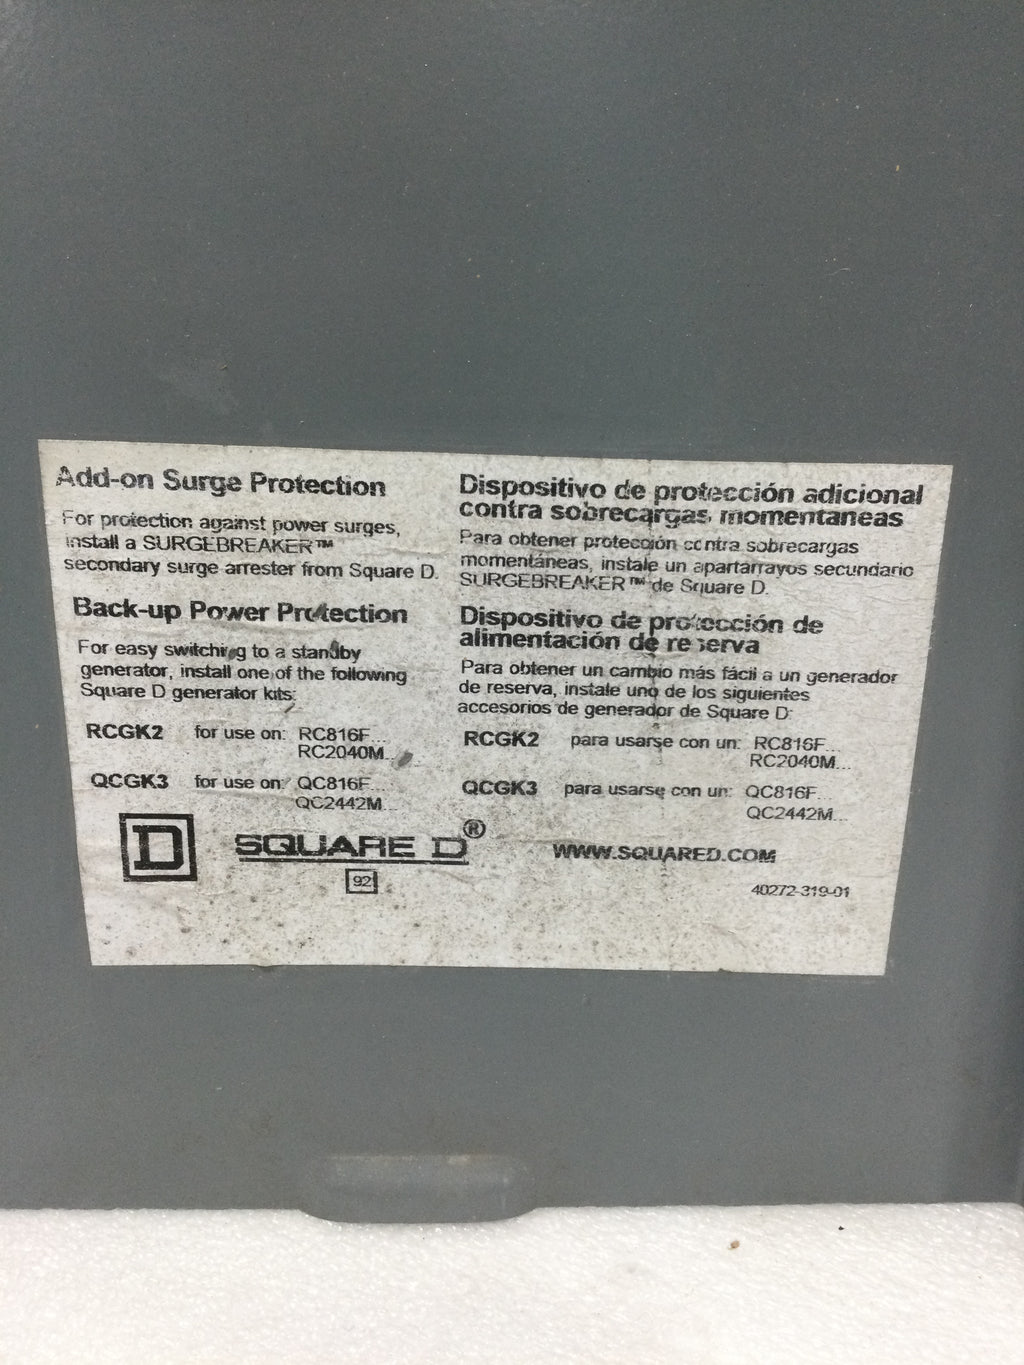 Add-on Surge Protection
For protection against power surges,
install a SURGEBREAKER™
secondary surge arrester from Square D.
Back-up Power Protection
For easy switching to a standby
generator, install one of the following
Square D generator kits:
RCGK2 for use on: RC816F...
RC2040M...
QCGK3 for use on: QC816F...
QC2442M...
Dispositivo de protección adicional
contra sobrecargas momentaneas
Para obtener protección contra sobrecargas
momentáneas, instale un apartarrayos secundario
SURGEBREAKER™ de Square D.
Dispositivo de protección de
alimentación de reserva
Para obtener un cambio más fácil a un generador
de reserva, instale uno de los siguientes
accesorios de generador de Square D:
RCGK2 para usarse con un: RC816F...
RC2040M...
QCGK3 para usarse con un: QC816F...
QC2442M...
D SQUARE D®
92
WWW.SQUARED.COM
40272-319-01